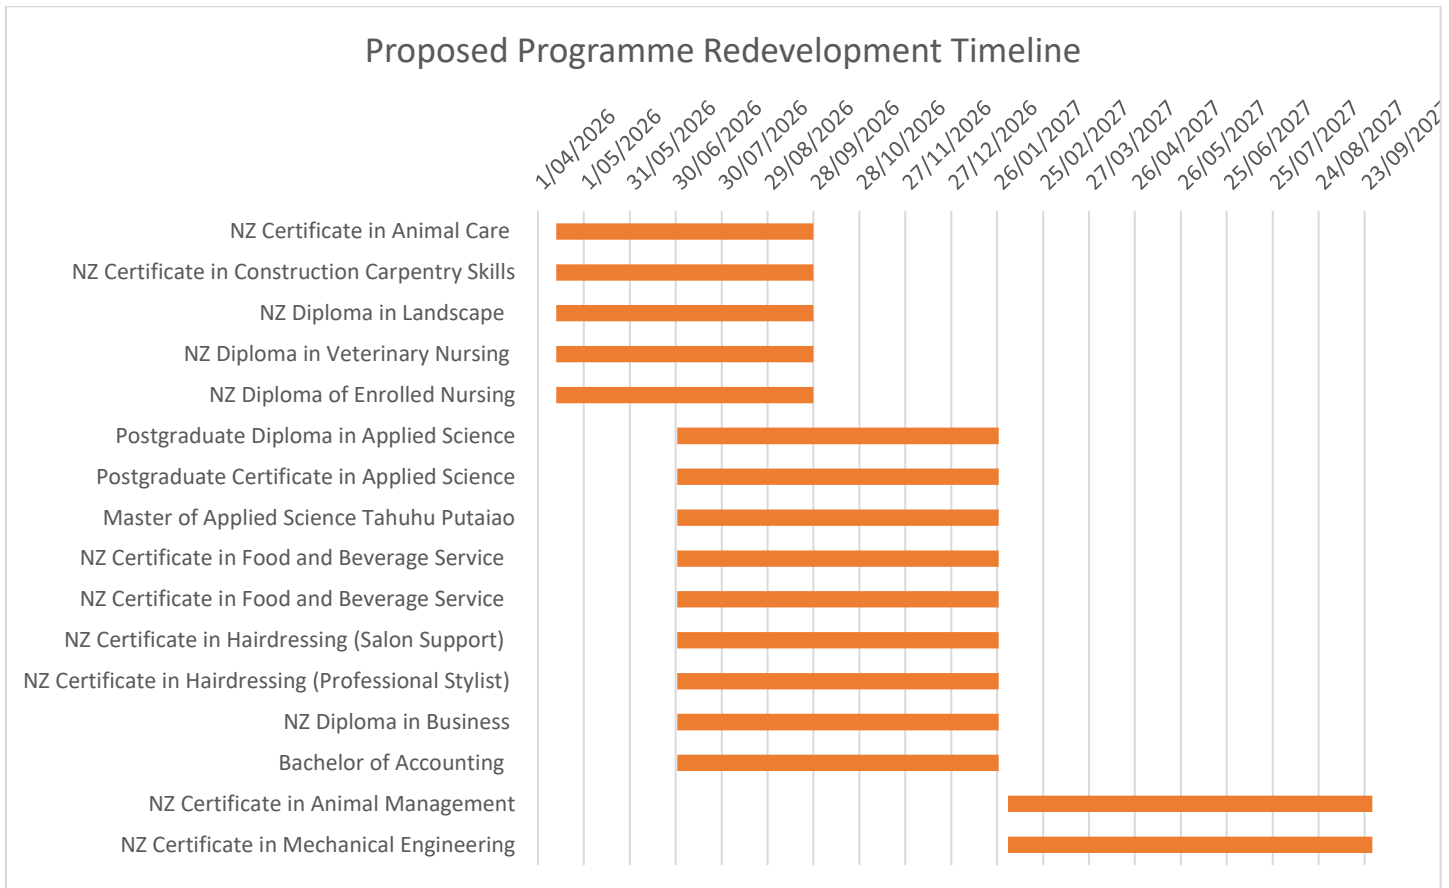 Proposed Programme Redevelopment Timeline
1/04/2026
1/05/2026
31/05/2026
30/06/2026
30/07/2026
29/08/2026
28/09/2026
28/10/2026
27/11/2026
27/12/2026
26/01/2027
25/02/2027
27/03/2027
26/04/2027
26/05/2027
25/06/2027
25/07/2027
24/08/2027
23/09/202
NZ Certificate in Animal Care
NZ Certificate in Construction Carpentry Skills
NZ Diploma in Landscape
NZ Diploma in Veterinary Nursing
NZ Diploma of Enrolled Nursing
Postgraduate Diploma in Applied Science
Postgraduate Certificate in Applied Science
Master of Applied Science Tahuhu Putaiao
NZ Certificate in Food and Beverage Service
NZ Certificate in Food and Beverage Service
NZ Certificate in Hairdressing (Salon Support)
NZ Certificate in Hairdressing (Professional Stylist)
NZ Diploma in Business
Bachelor of Accounting
NZ Certificate in Animal Management
NZ Certificate in Mechanical Engineering